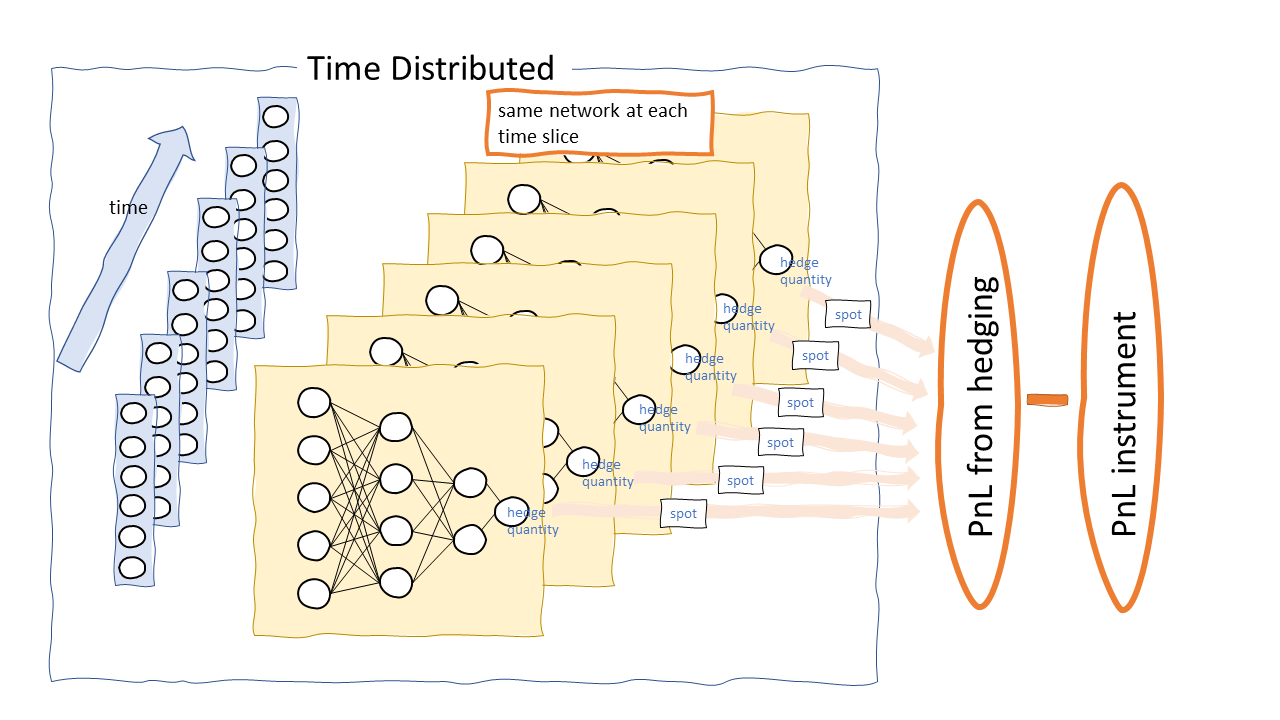 Time Distributed
same network at each
time slice
time
hedge
quantity
spot
hedge
quantity
spot
hedge
quantity
spot
hedge
quantity
spot
hedge
quantity
spot
hedge
quantity
spot
PnL from hedging
PnL instrument